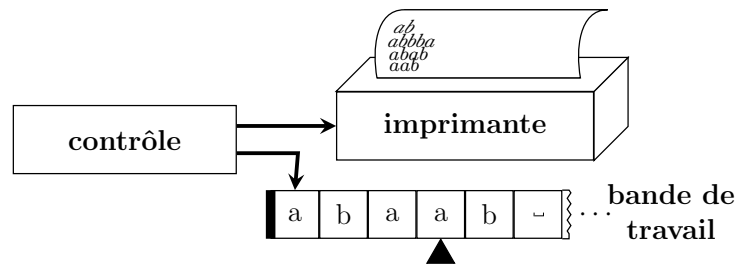 ab
abbba
abab
aab
contrôle
imprimante
a b a a b ␣ ...
bande de
travail